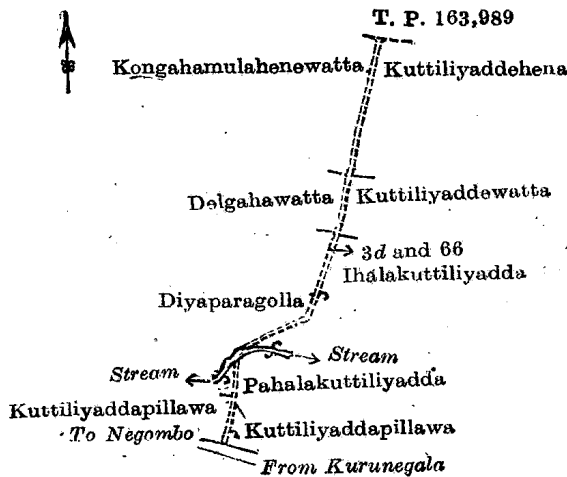 T. P. 163,989
Kongahamulahenewatta
Kuttiliyaddehena
Delgahawatta
Kuttiliyaddewatta
3d and 66
Ihalakuttiliyadda
Diyaparagolla
Stream
Stream
Pahalakuttiliyadda
Kuttiliyaddapillawa
To Negombo
Kuttiliyaddapillawa
From Kurunegala